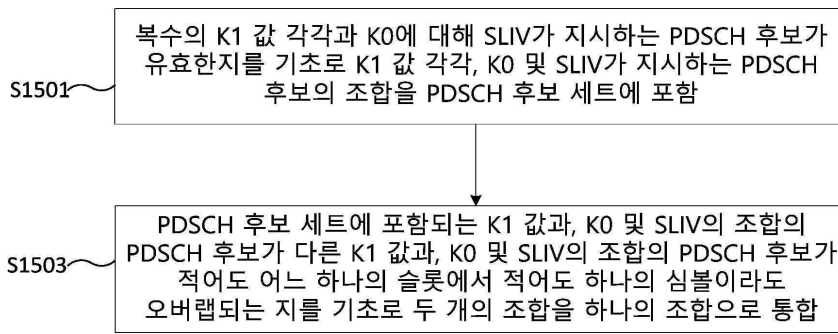 복수의 K1 값 각각과 K0에 대해 SLIV가 지시하는 PDSCH 후보가
유효한지를 기초로 K1 값 각각, K0 및 SLIV가 지시하는 PDSCH
후보의 조합을 PDSCH 후보 세트에 포함
S1501
PDSCH 후보 세트에 포함되는 K1 값과, K0 및 SLIV의 조합의
PDSCH 후보가 다른 K1 값과, K0 및 SLIV의 조합의 PDSCH 후보가
적어도 어느 하나의 슬롯에서 적어도 하나의 심볼이라도
오버랩되는 지를 기초로 두 개의 조합을 하나의 조합으로 통합
S1503